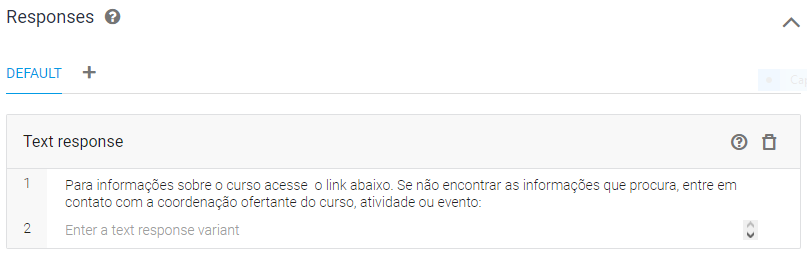 Responses
DEFAULT
Text response
1 Para informações sobre o curso acesse o link abaixo. Se não encontrar as informações que procura, entre em
contato com a coordenação ofertante do curso, atividade ou evento:
2 Enter a text response variant